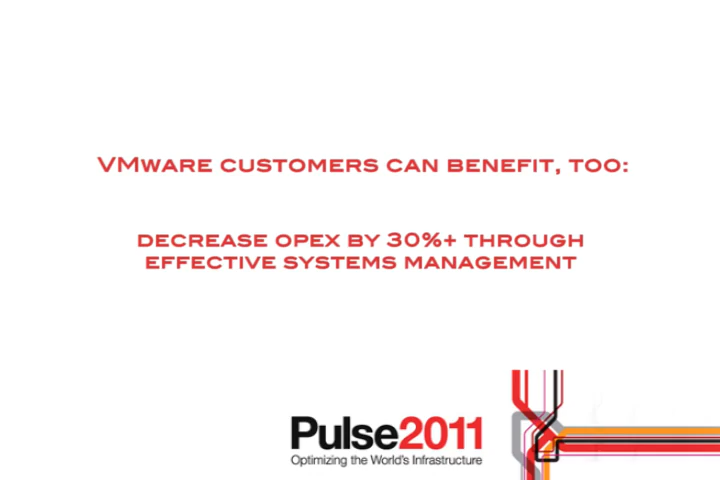 VMware customers can benefit, too:
decrease opex by 30%+ through
effective systems management
Pulse2011
Optimizing the World's Infrastructure